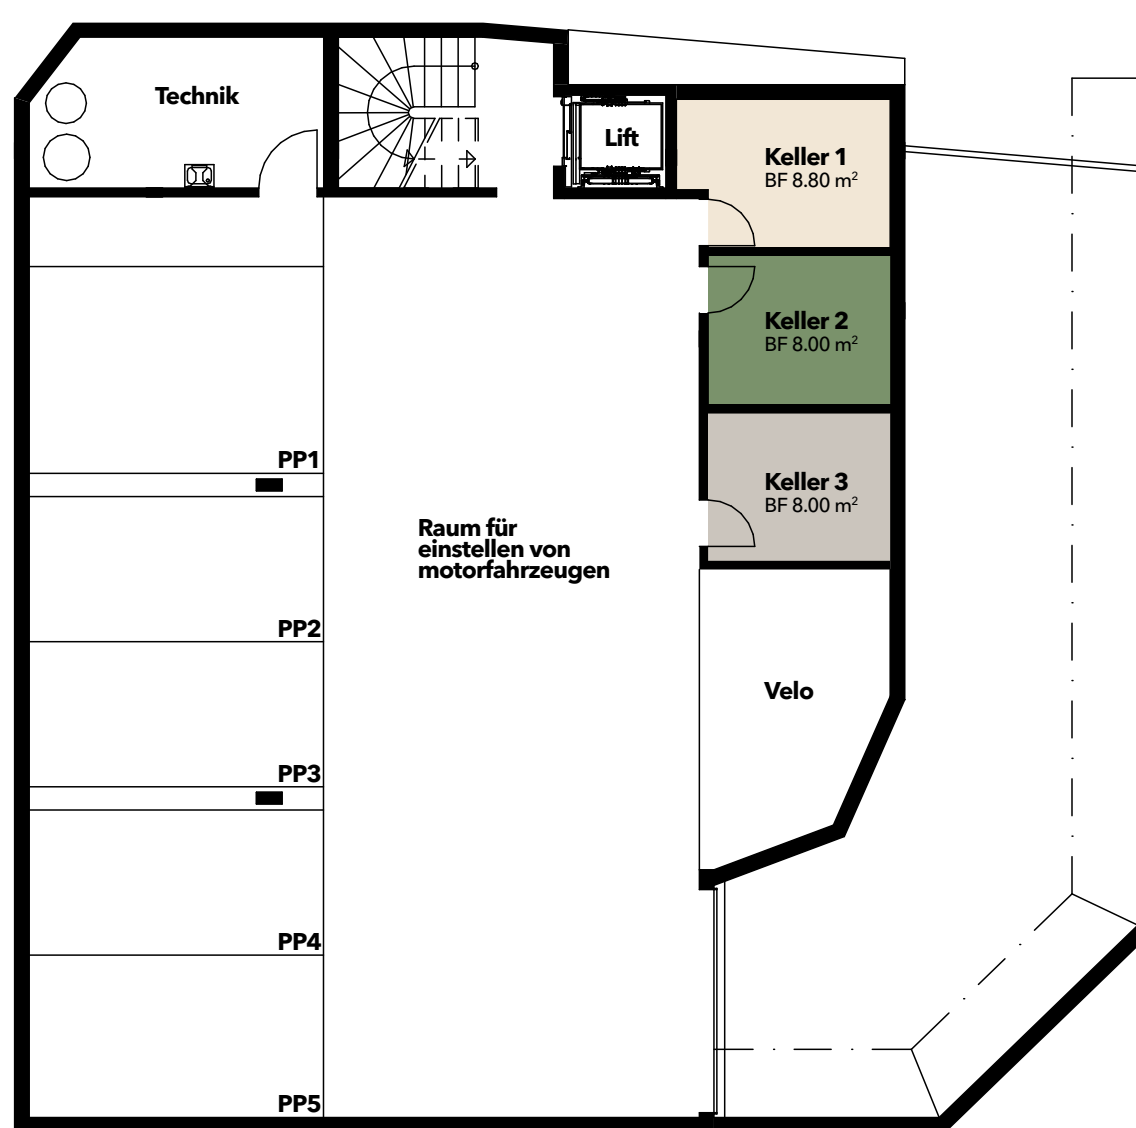 Technik
Lift
Keller 1
BF 8.80 m²
Keller 2
BF 8.00 m²
PP1
Keller 3
BF 8.00 m²
Raum für
einstellen von
motorfahrzeugen
PP2
Velo
PP3
PP4
PP5